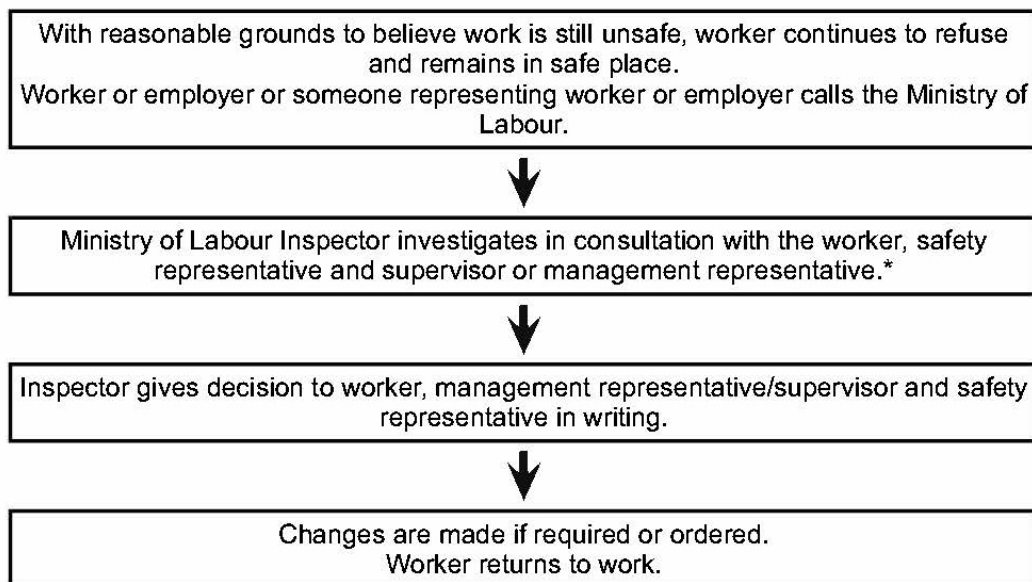 With reasonable grounds to believe work is still unsafe, worker continues to refuse
and remains in safe place.
Worker or employer or someone representing worker or employer calls the Ministry of
Labour.
Ministry of Labour Inspector investigates in consultation with the worker, safety
representative and supervisor or management representative.*
Inspector gives decision to worker, management representative/supervisor and safety
representative in writing.
Changes are made if required or ordered.
Worker returns to work.